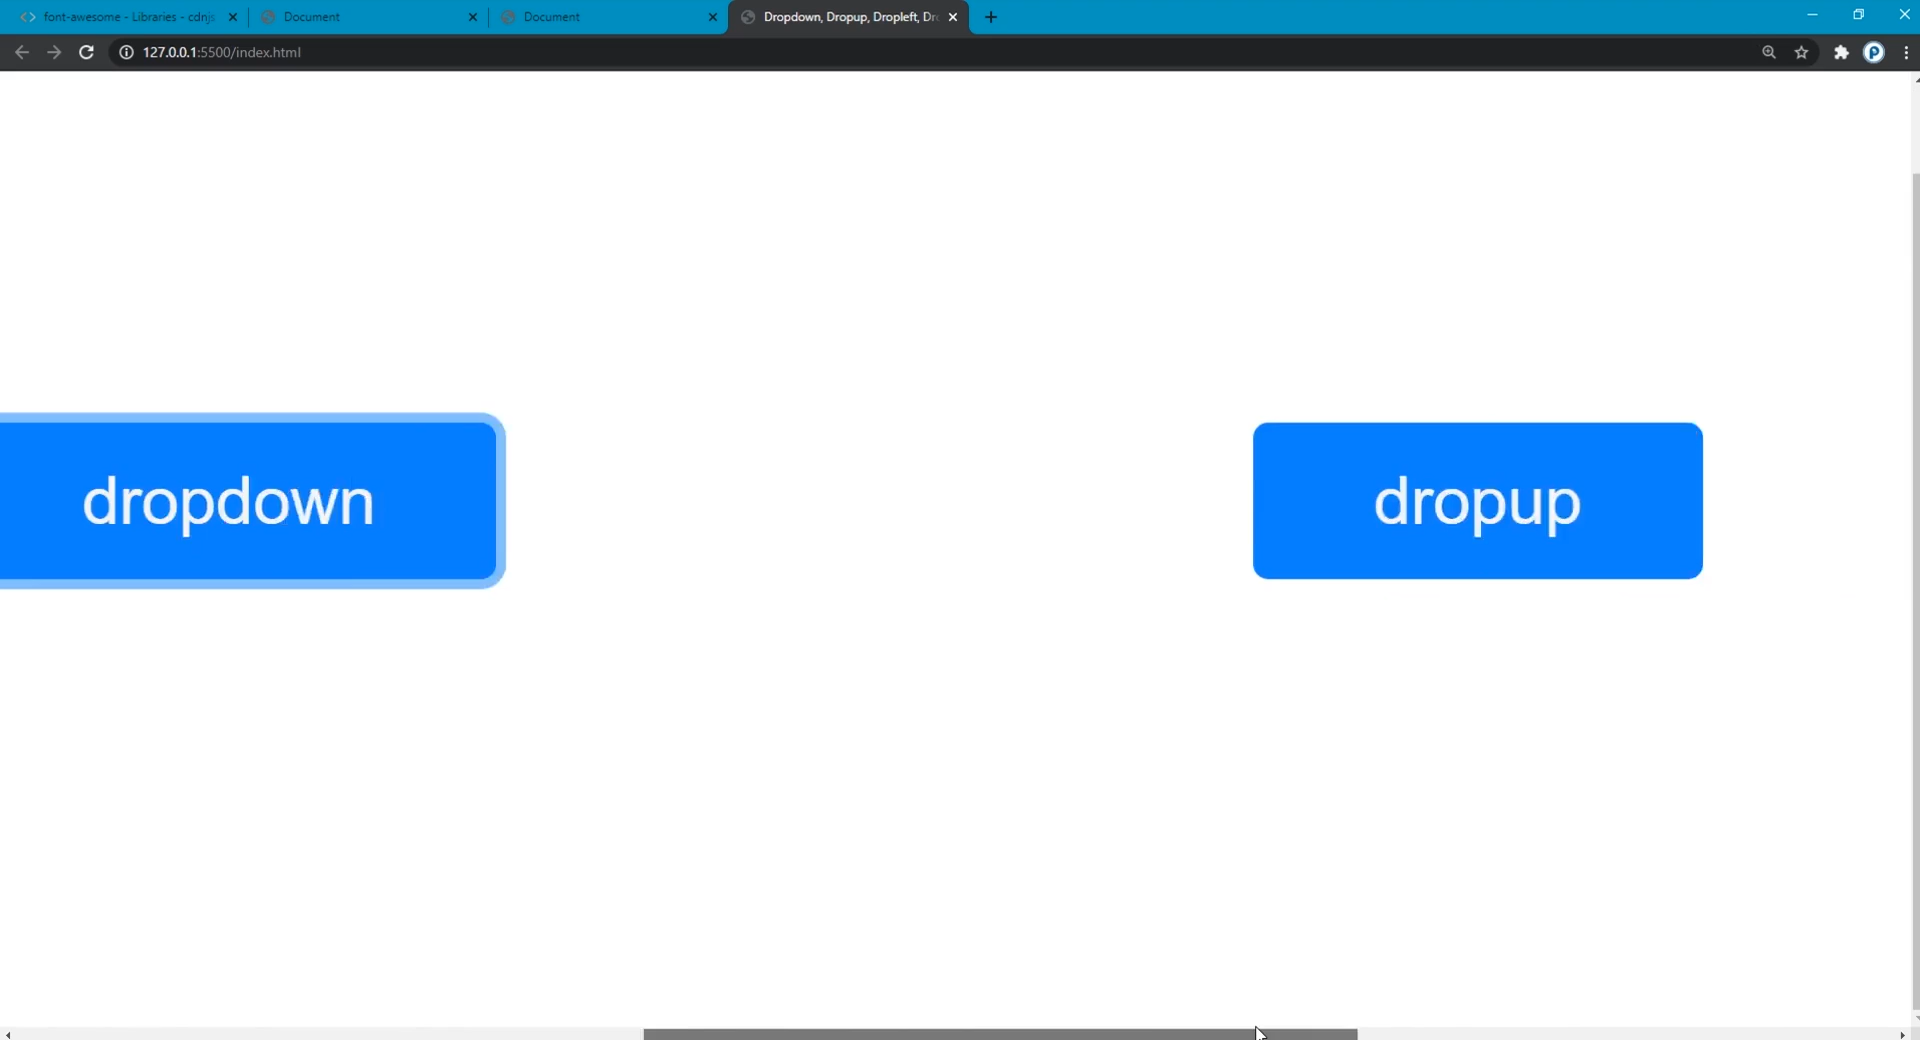 font-awesome - Libraries - cdnjs
Document
Document
Dropdown, Dropup, Dropleft, Dr
127.0.0.1:5500/index.html
dropdown
dropup